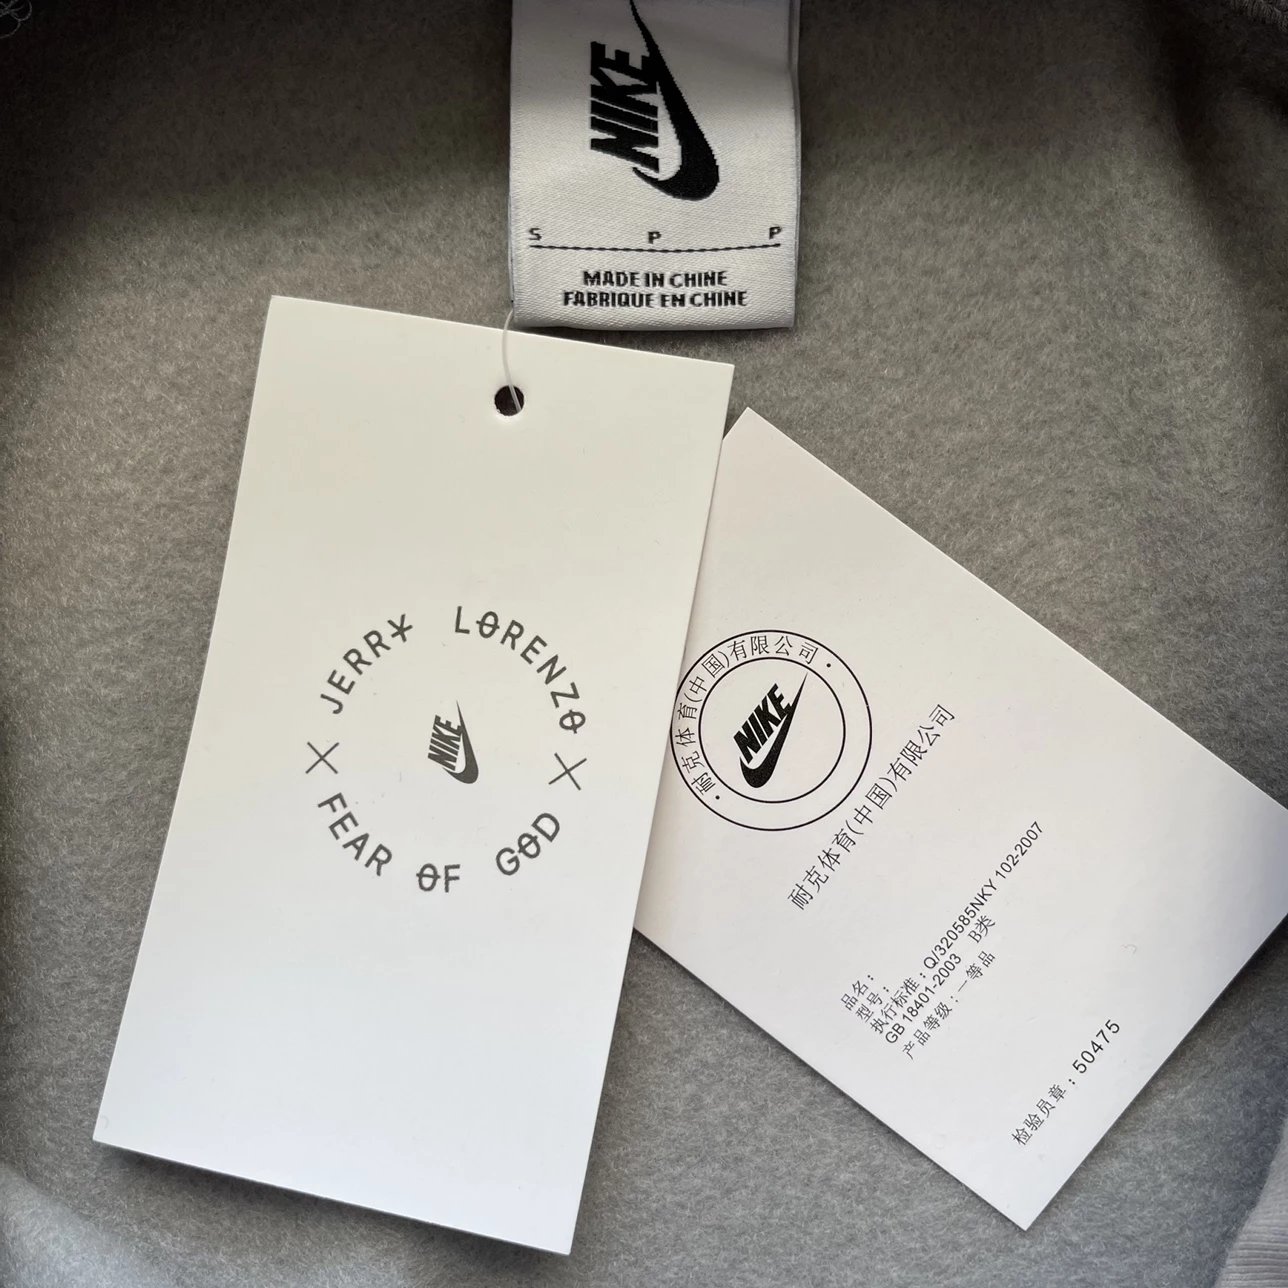 NIKE
S P P
MADE IN CHINE
FABRIQUE EN CHINE
JERRY LORENZO
NIKE
X FEAR OF GOD X
·耐克体育(中国)有限公司·
NIKE
耐克体育(中国)有限公司
品名:
型号:
执行标准:Q/320585NKY 102-2007
GB 18401-2003 B类
产品等级:一等品
检验员章:50475